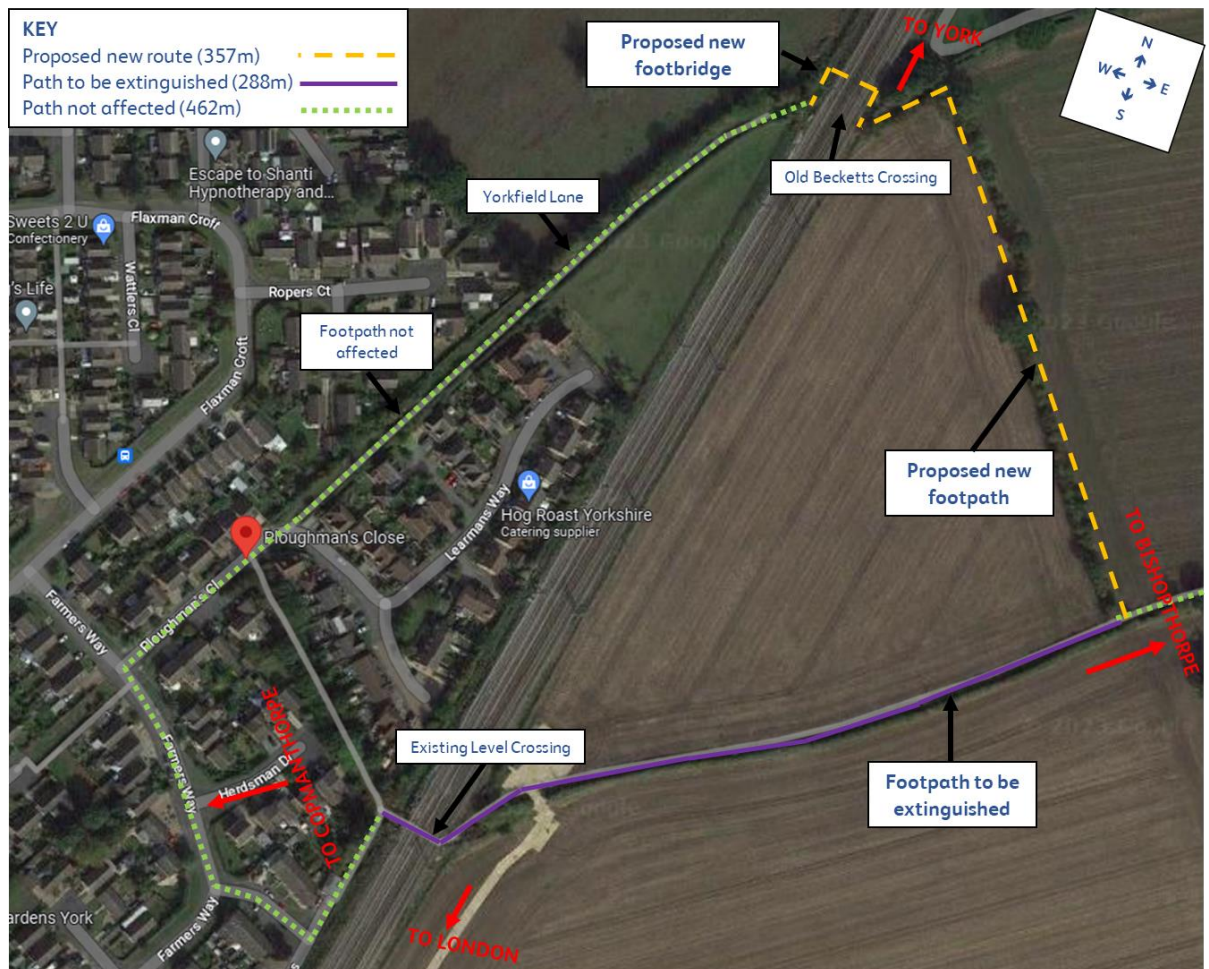 KEY
Proposed new route (357m)
Path to be extinguished (288m)
Path not affected (462m)
Proposed new
footbridge
TO YORK
N
W
E
S
Escape to Shanti
Hypnotherapy and...
Old Becketts Crossing
Yorkfield Lane
Sweets 2 U
Confectionery
Flaxman Croft
Wattlers Cl
Ropers Ct
's Life
Footpath not
affected
Flaxman Croft
Proposed new
footpath
Learmans Way
Hog Roast Yorkshire
Catering supplier
Ploughman's Close
TO BISHOPTHORPE
Farmers Way
Ploughman's Cl
TO COPMANTHORPE
Existing Level Crossing
Farmers Way
Herdsman D
Footpath to be
extinguished
ardens York
Farmers Way
TO LONDON